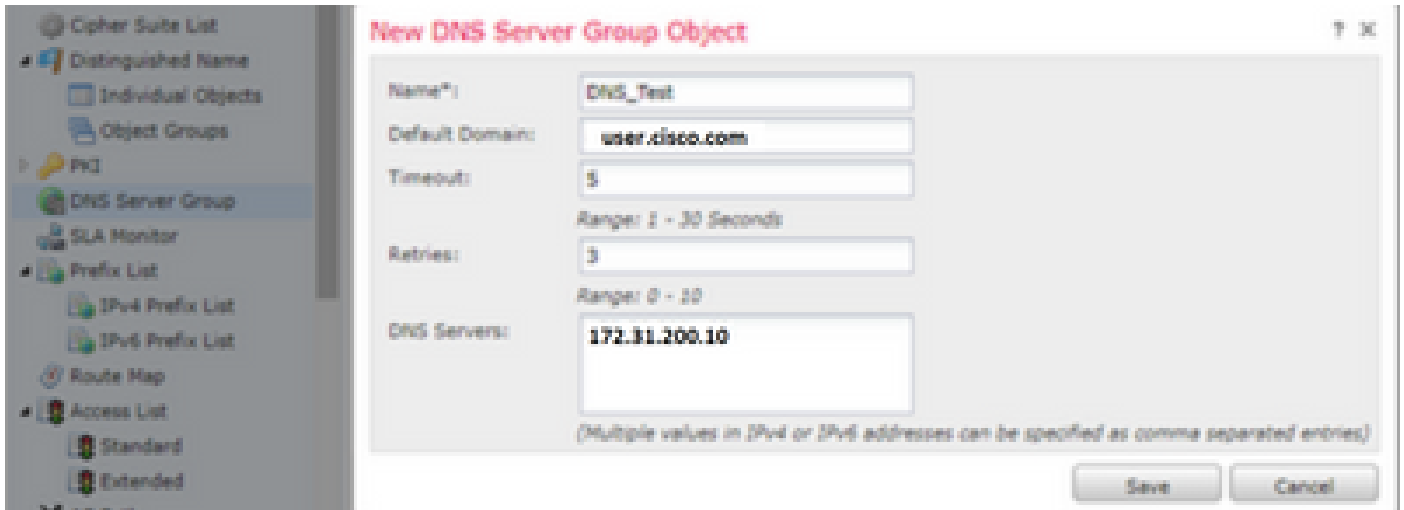 Cipher Suite List
Distinguished Name
Individual Objects
Object Groups
PKI
DNS Server Group
SLA Monitor
Prefix List
IPv4 Prefix List
IPv6 Prefix List
Route Map
Access List
Standard
Extended
New DNS Server Group Object
? X
Name*: DNS_Test
Default Domain: user.cisco.com
Timeout: 5
Range: 1 - 30 Seconds
Retries: 3
Range: 0 - 10
DNS Servers: 172.31.200.10
(Multiple values in IPv4 or IPv6 addresses can be specified as comma separated entries)
Save Cancel